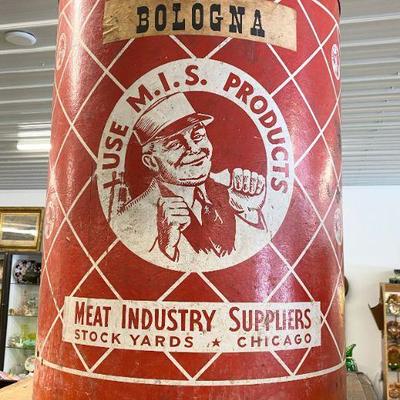 BOLOGNA
I USE M.I.S. PRODUCTS
MEAT INDUSTRY SUPPLIERS
STOCK YARDS ★ CHICAGO